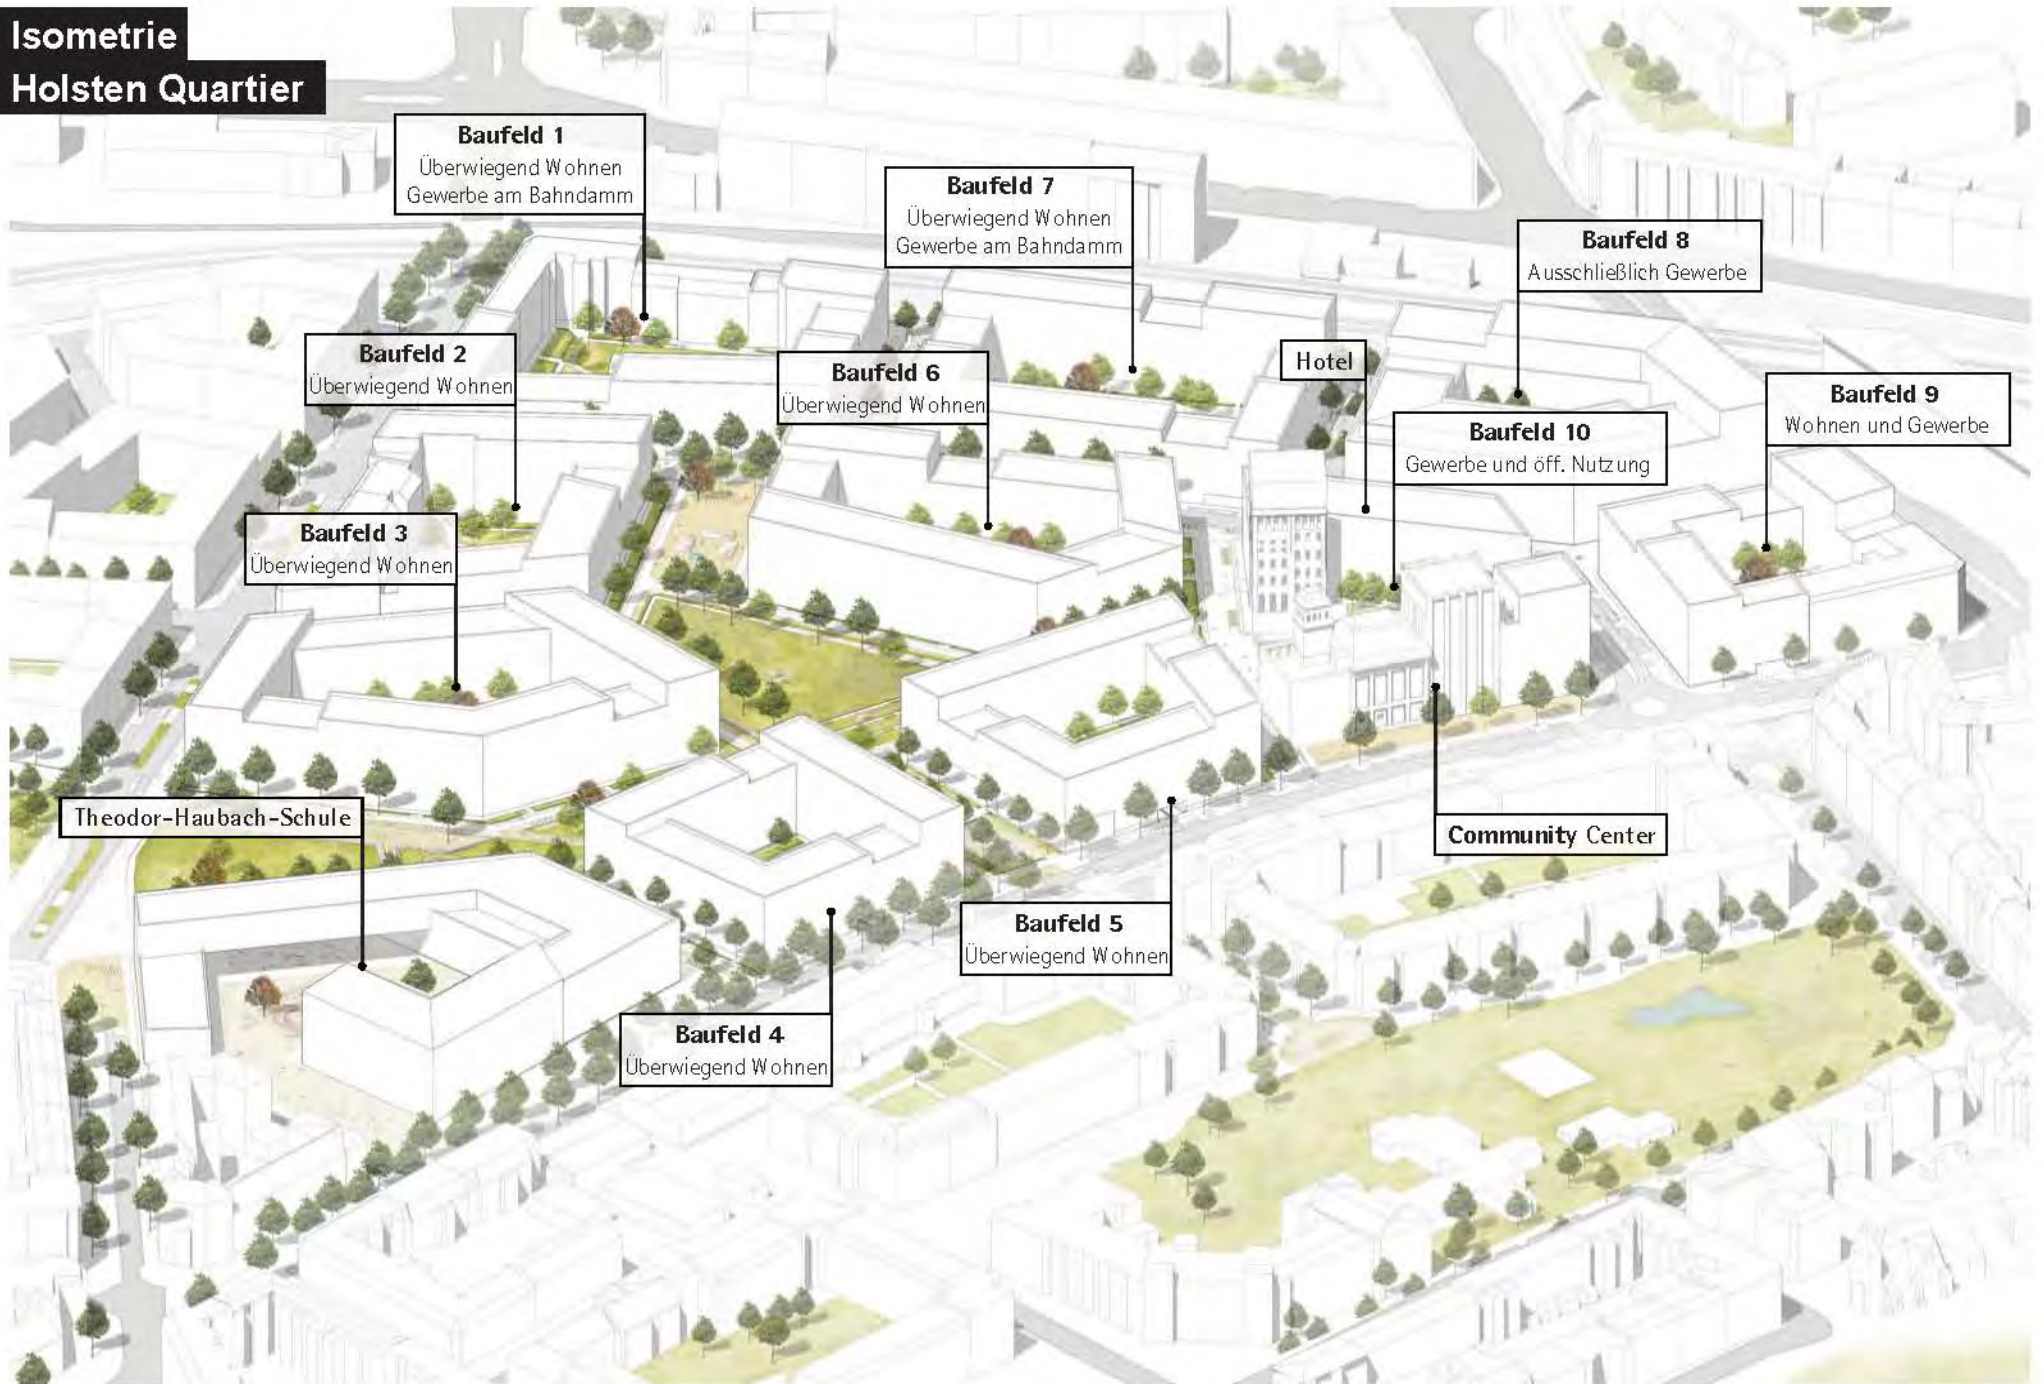 Isometrie
Holsten Quartier
Baufeld 1
Überwiegend Wohnen
Gewerbe am Bahndamm
Baufeld 7
Überwiegend Wohnen
Gewerbe am Bahndamm
Baufeld 8
Ausschließlich Gewerbe
Baufeld 2
Überwiegend Wohnen
Baufeld 6
Überwiegend Wohnen
Hotel
Baufeld 9
Wohnen und Gewerbe
Baufeld 10
Gewerbe und öff. Nutzung
Baufeld 3
Überwiegend Wohnen
Theodor-Haubach-Schule
Community Center
Baufeld 5
Überwiegend Wohnen
Baufeld 4
Überwiegend Wohnen